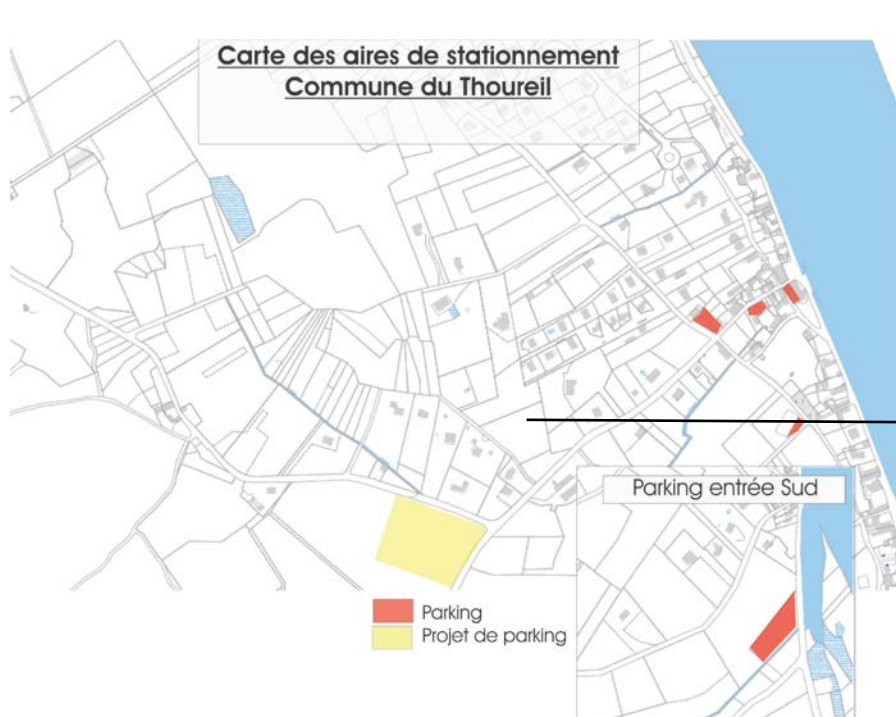 Carte des aires de stationnement
Commune du Thoureil
Parking entrée Sud
Parking
Projet de parking